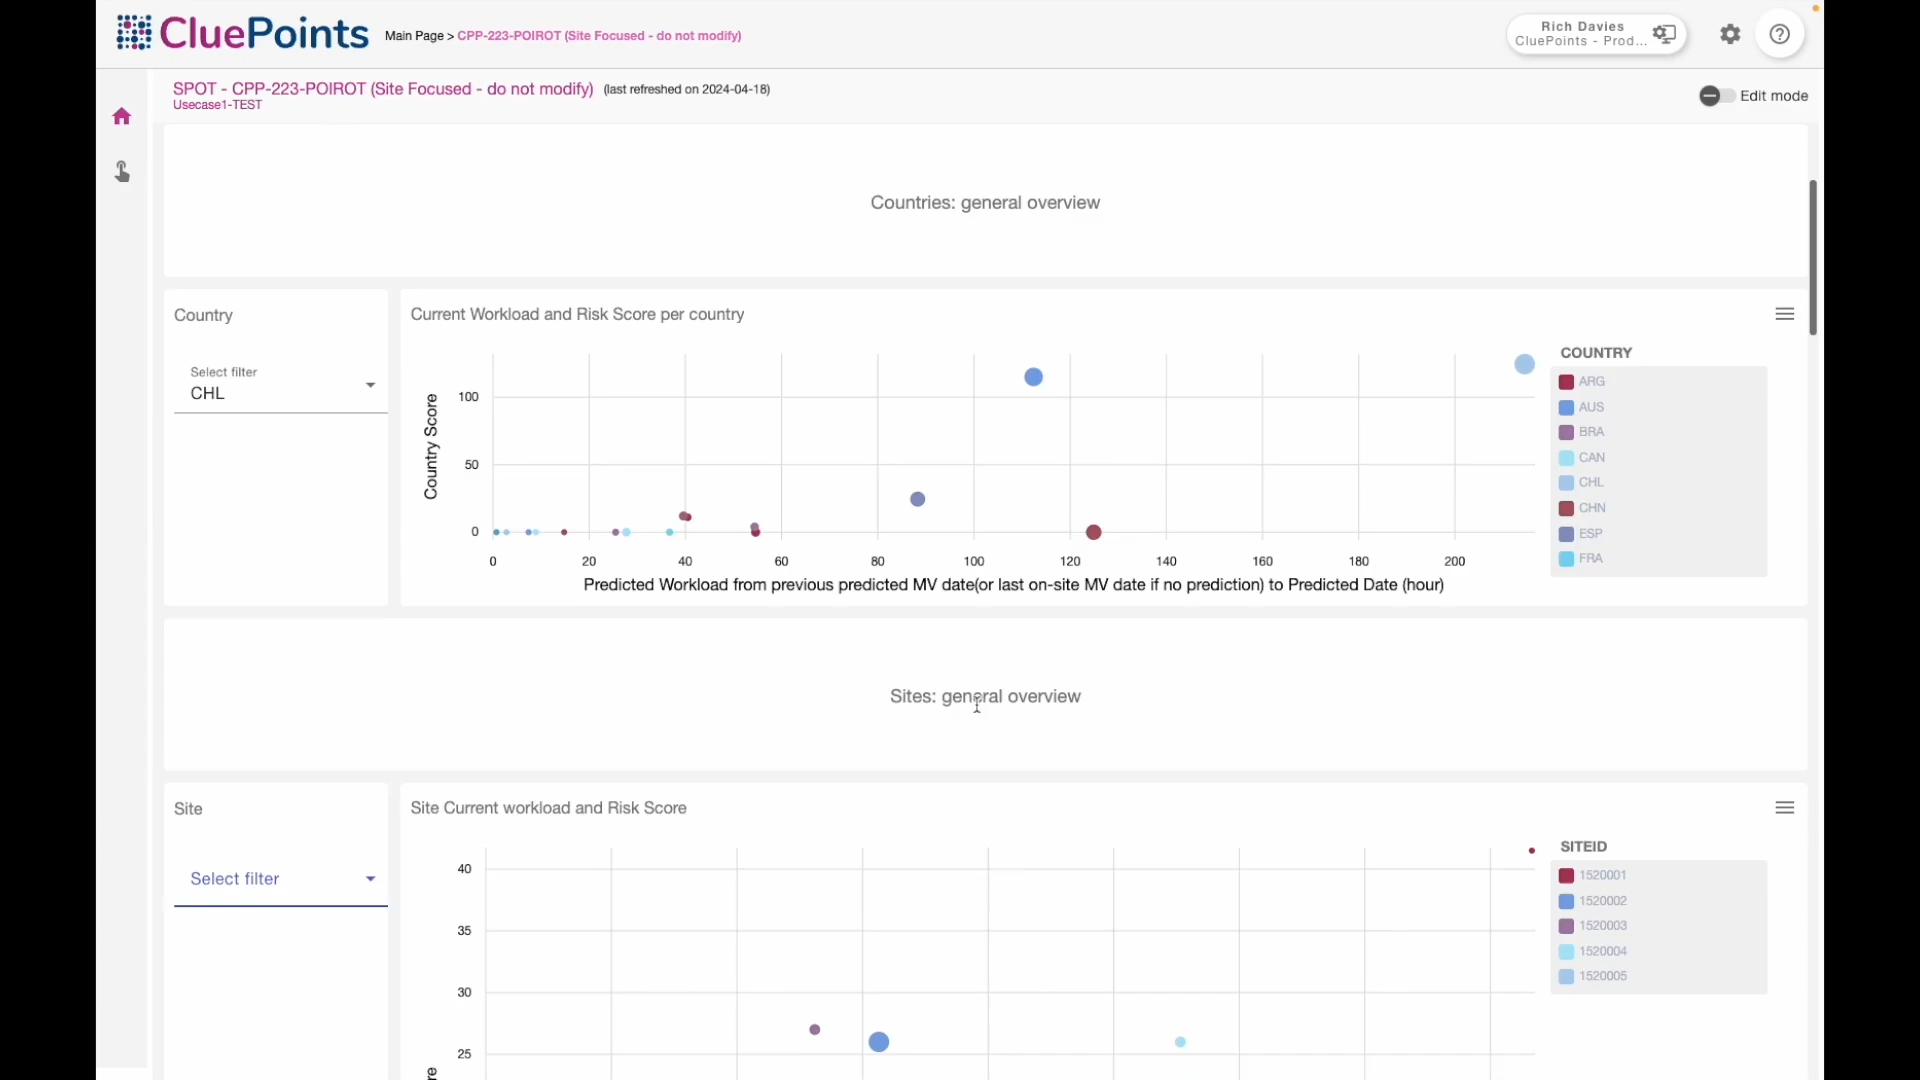 CluePoints
Main Page > CPP-223-POIROT (Site Focused - do not modify)
Rich Davies
CluePoints - Prod...
SPOT - CPP-223-POIROT (Site Focused - do not modify) (last refreshed on 2024-04-18)
Usecase1-TEST
Edit mode
Countries: general overview
Country
Select filter
CHL
Current Workload and Risk Score per country
Country Score
100
50
0
0 20 40 60 80 100 120 140 160 180 200
Predicted Workload from previous predicted MV date(or last on-site MV date if no prediction) to Predicted Date (hour)
COUNTRY
ARG
AUS
BRA
CAN
CHL
CHN
ESP
FRA
Sites: general overview
Site
Select filter
Site Current workload and Risk Score
40
35
30
25
SITEID
1520001
1520002
1520003
1520004
1520005